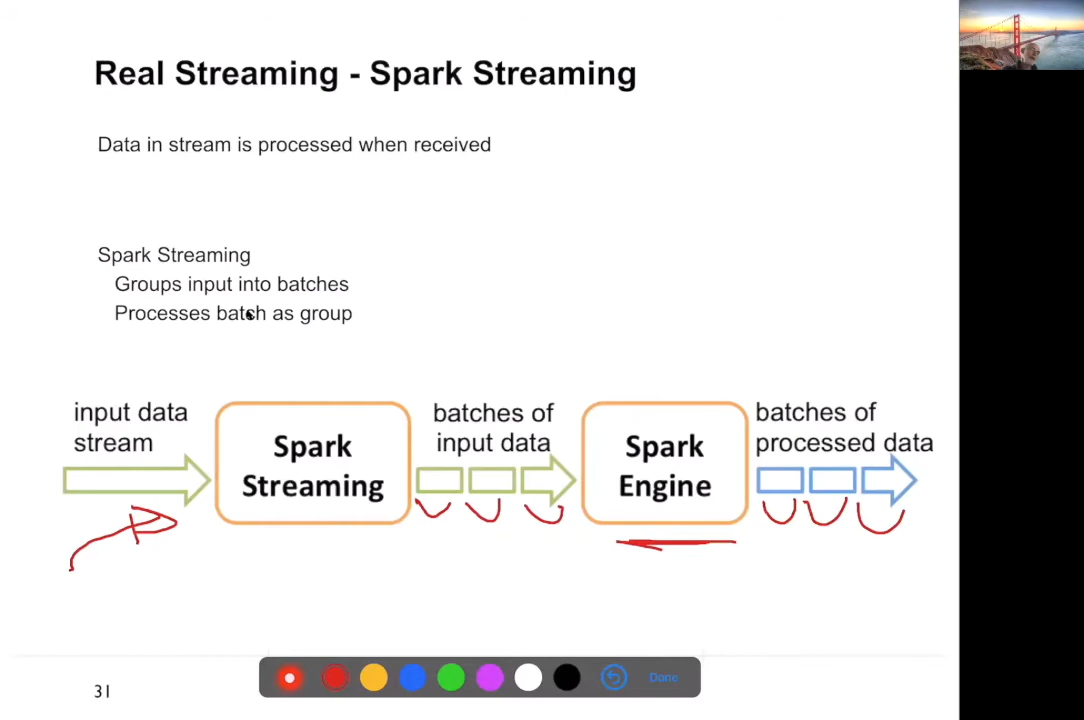 Real Streaming - Spark Streaming
Data in stream is processed when received
Spark Streaming
Groups input into batches
Processes batch as group
input data
stream
Spark
Streaming
batches of
input data
Spark
Engine
batches of
processed data
31
Done